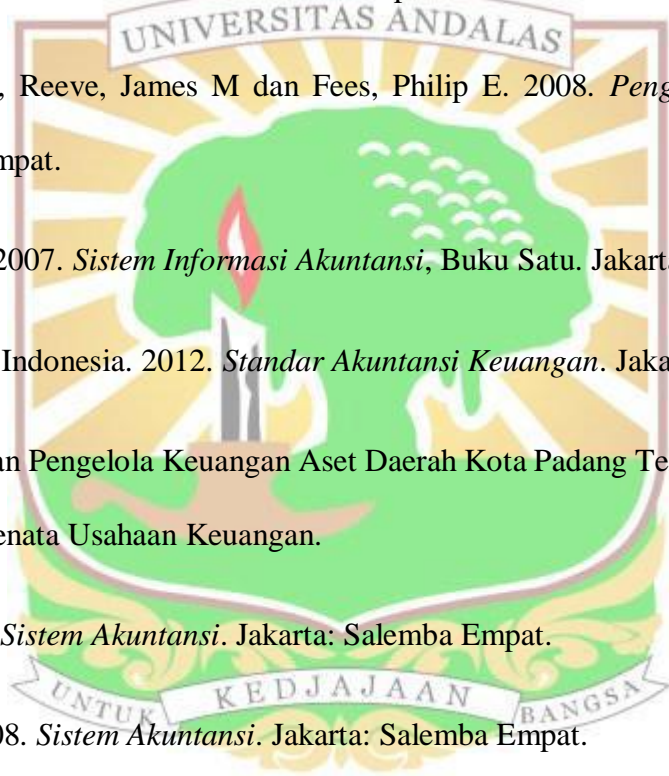 UNIVERSITAS ANDALAS
, Reeve, James M dan Fees, Philip E. 2008. Peng
mpat.
2007. Sistem Informasi Akuntansi, Buku Satu. Jakarta
Indonesia. 2012. Standar Akuntansi Keuangan. Jaka
an Pengelola Keuangan Aset Daerah Kota Padang Te
enata Usahaan Keuangan.
Sistem Akuntansi. Jakarta: Salemba Empat.
UNTUK KEDJAJAAN BANGSA
08. Sistem Akuntansi. Jakarta: Salemba Empat.